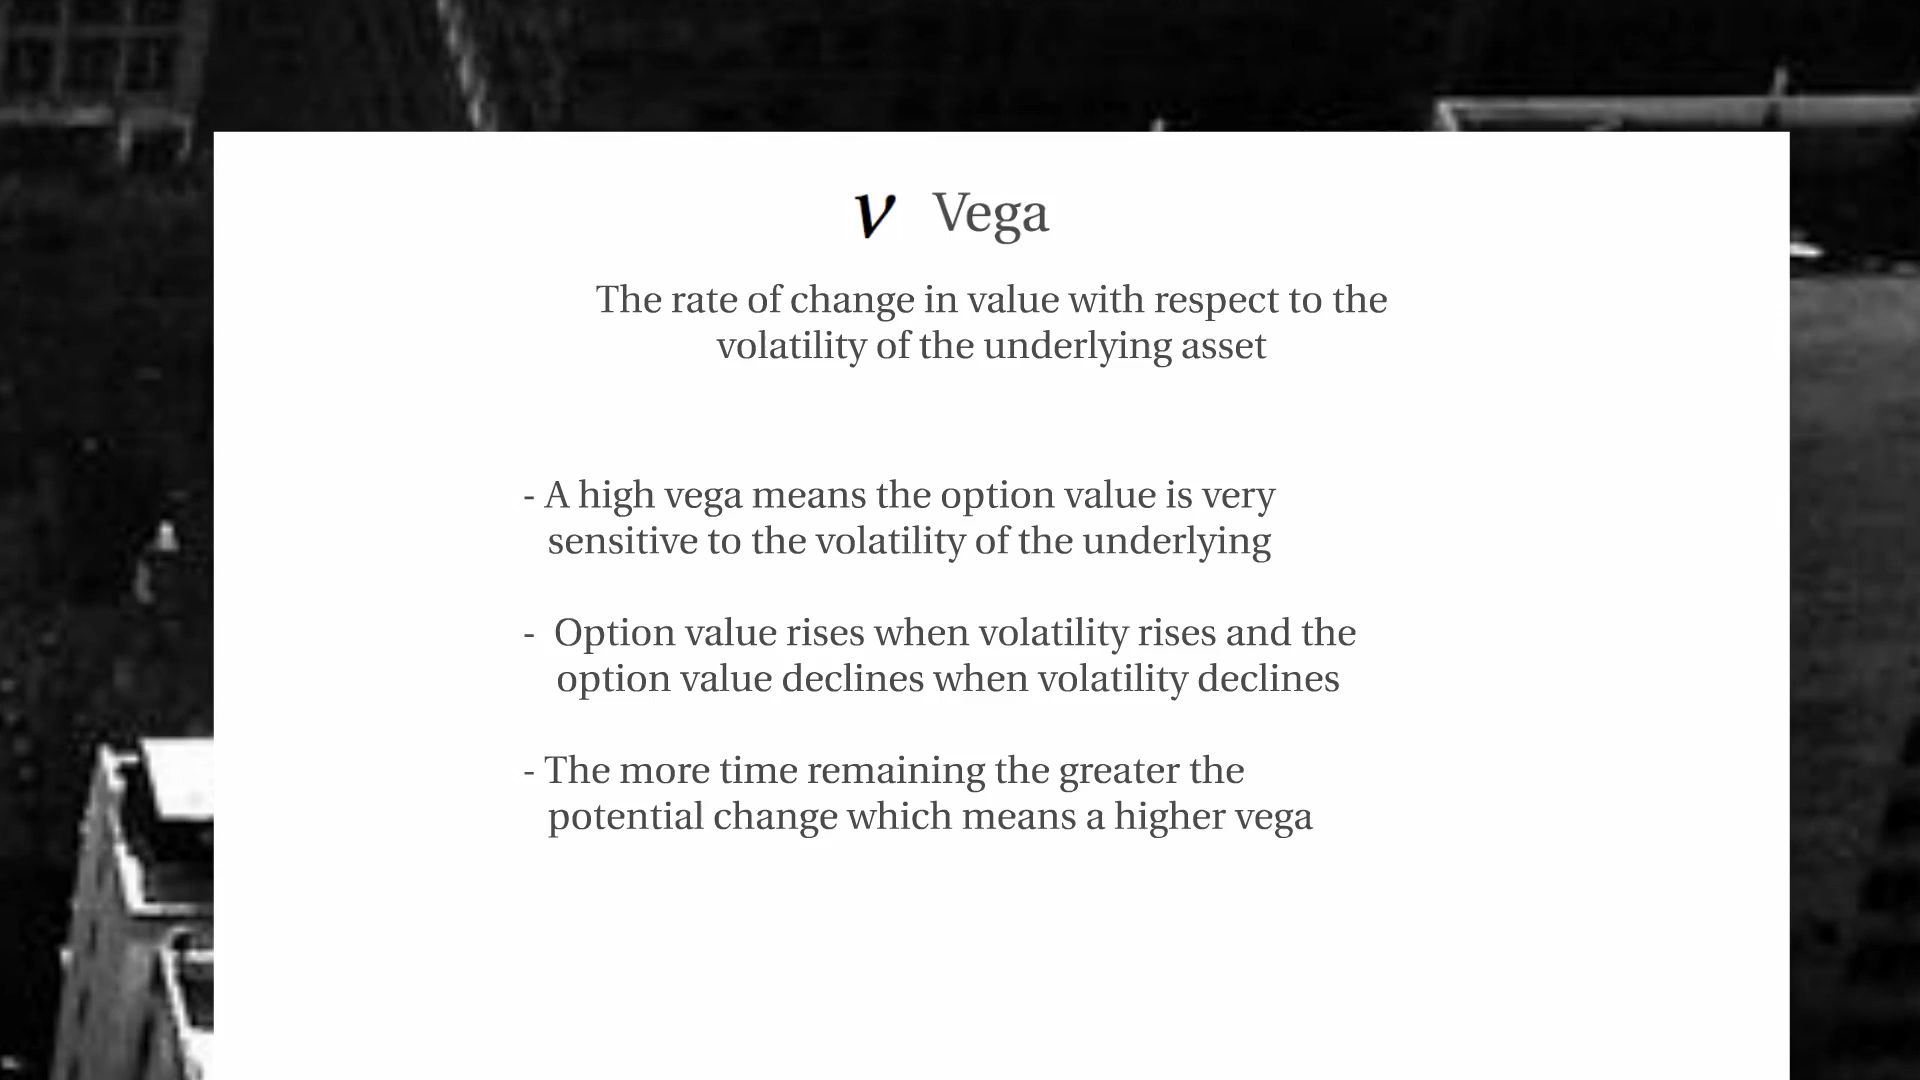 ν Vega
The rate of change in value with respect to the
volatility of the underlying asset
- A high vega means the option value is very
sensitive to the volatility of the underlying
- Option value rises when volatility rises and the
option value declines when volatility declines
- The more time remaining the greater the
potential change which means a higher vega